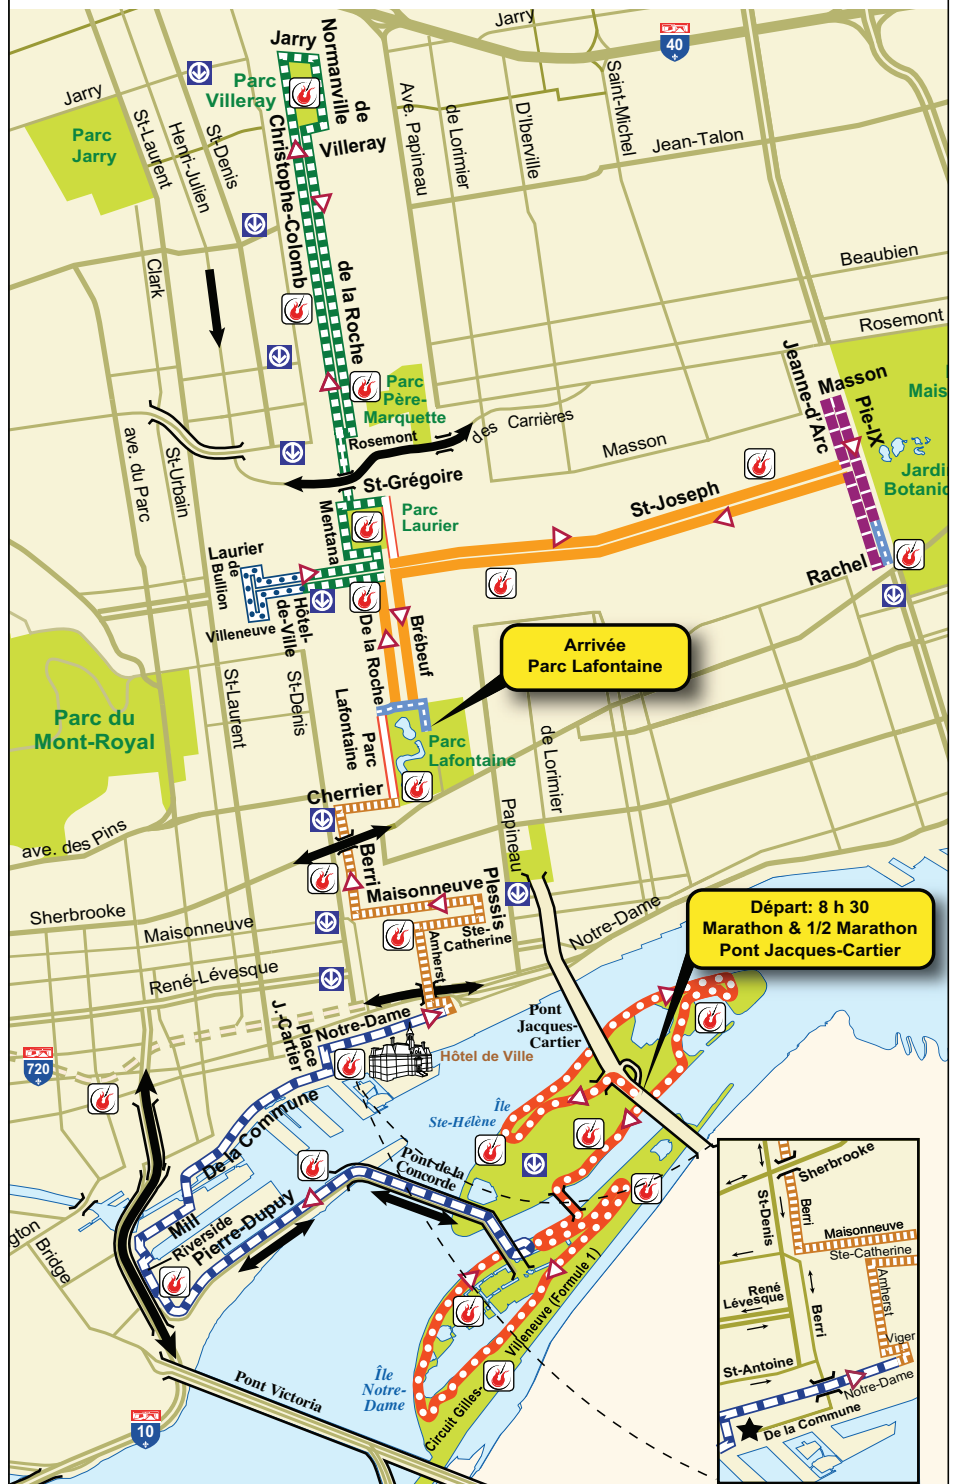 Jarry
40
Jarry
Normanville
Parc
Villeray
de
Villeray
Jarry
Parc
Jarry
St-Laurent
Henri-Julien
St-Denis
Christophe-Colomb
Ave. Papineau
de Lorimier
D'Iberville
Saint-Michel
Jean-Talon
Beaubien
Rosemont
Clark
de la Roche
Parc
Père-
Marquette
Rosemont
des Carrières
Masson
Jeanne-d'Arc
Masson
Pie-IX
Mais
Jardi
Botanic
ave. du Parc
St-Urbain
St-Grégoire
Parc
Laurier
Mentana
St-Joseph
Rachel
Laurier
de
Bullion
Villeneuve
Hôtel-
de-Ville
De la Roche
Brébeuf
Arrivée
Parc Lafontaine
Parc du
Mont-Royal
St-Laurent
St-Denis
Parc
Lafontaine
Parc
Lafontaine
de Lorimier
Papineau
Cherrier
ave. des Pins
Berri
Sherbrooke
Maisonneuve
René-Lévesque
Maisonneuve
Plessis
Ste-
Catherine
Amherst
Notre-Dame
Départ: 8 h 30
Marathon & 1/2 Marathon
Pont Jacques-Cartier
Place
J.-Cartier
Notre-Dame
Hôtel de Ville
Pont
Jacques-
Cartier
720
De la Commune
Île
Ste-Hélène
Pont de la
Concorde
Mill
Riverside
Pierre-Dupuy
gton
Bridge
Pont Victoria
10
Île
Notre-
Dame
Circuit Gilles-Villeneuve (Formule 1)
Sherbrooke
St-Denis
Berri
Maisonneuve
Ste-Catherine
Amherst
René
Lévesque
Berri
Viger
St-Antoine
Notre-Dame
De la Commune